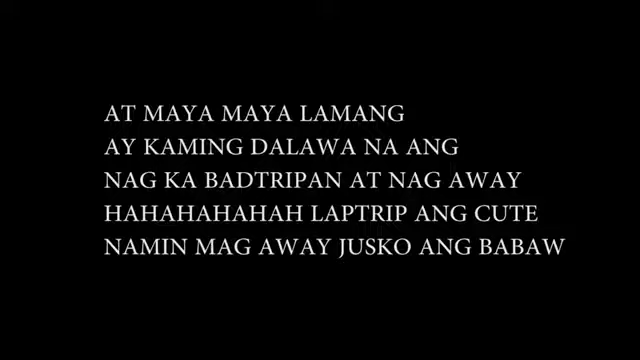 AT MAYA MAYA LAMANG
AY KAMING DALAWA NA ANG
NAG KA BADTRIPAN AT NAG AWAY
HAHAHAHAHAH LAPTRIP ANG CUTE
NAMIN MAG AWAY JUSKO ANG BABAW